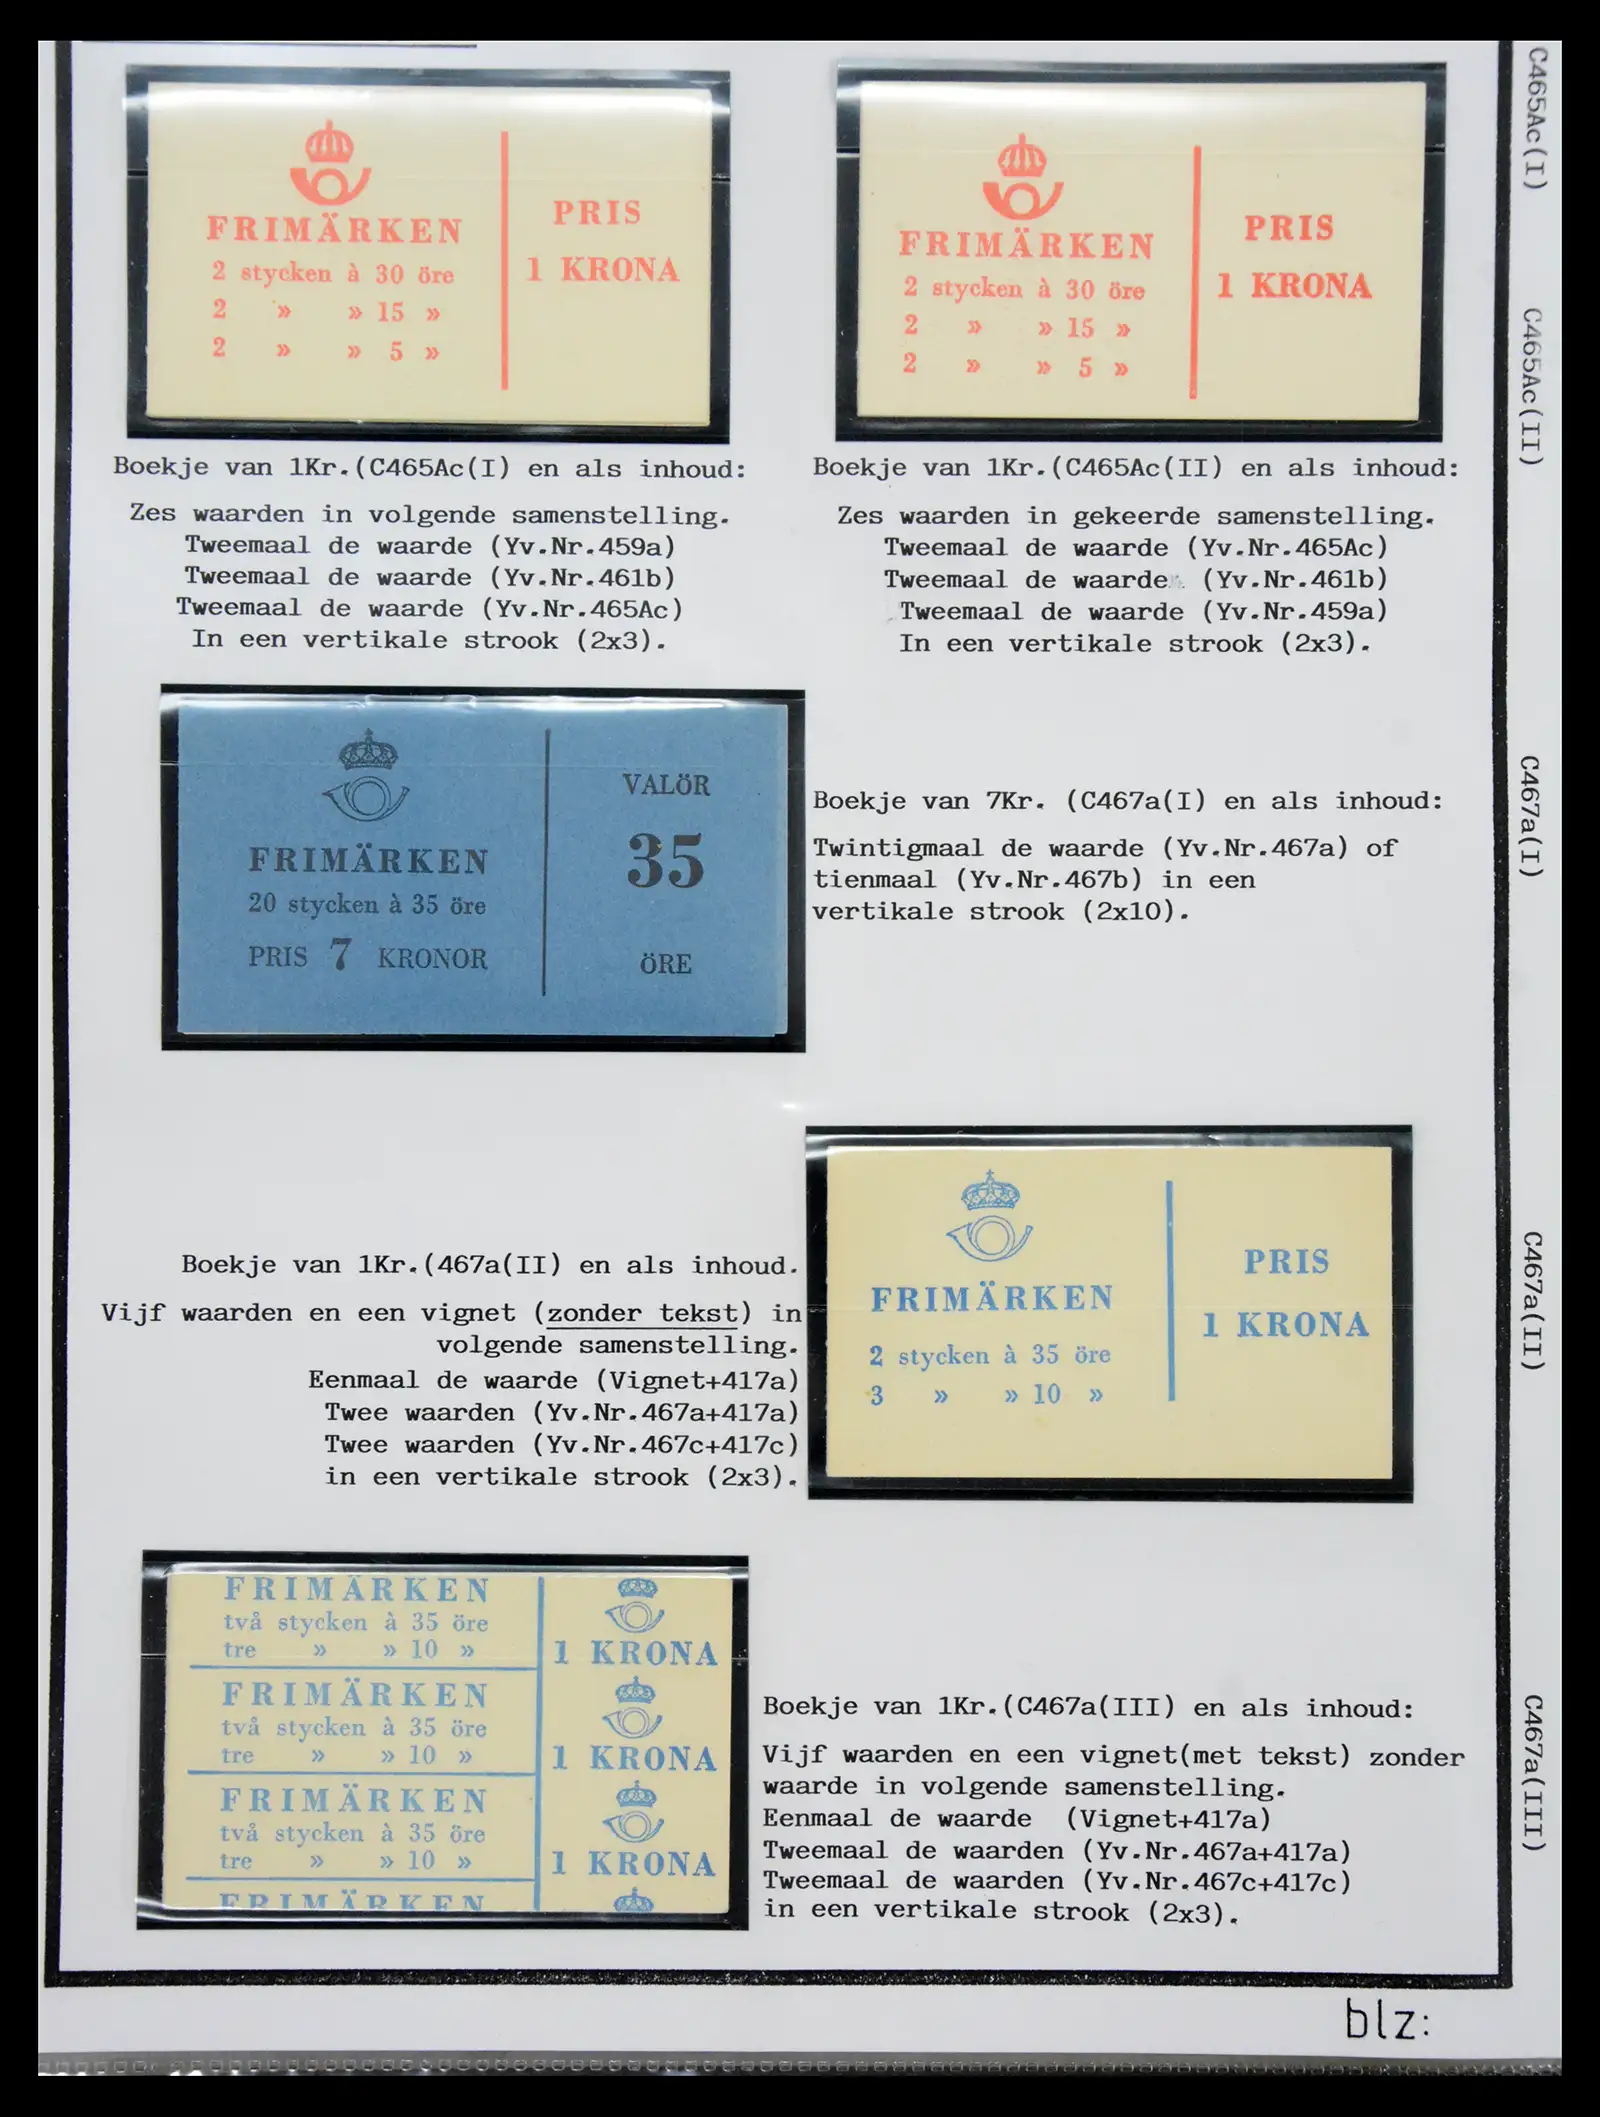 FRIMÄRKEN
2 stycken à 30 öre
2 » » 15 »
2 » » 5 »
PRIS
1 KRONA
FRIMÄRKEN
2 stycken à 30 öre
2 » » 15 »
2 » » 5 »
PRIS
1 KRONA
C465Ac(I)
C465Ac(II)
Boekje van 1Kr.(C465Ac(I) en als inhoud:
Zes waarden in volgende samenstelling.
Tweemaal de waarde (Yv.Nr.459a)
Tweemaal de waarde (Yv.Nr.461b)
Tweemaal de waarde (Yv.Nr.465Ac)
In een vertikale strook (2x3).
Boekje van 1Kr.(C465Ac(II) en als inhoud:
Zes waarden in gekeerde samenstelling.
Tweemaal de waarde (Yv.Nr.465Ac)
Tweemaal de waarde (Yv.Nr.461b)
Tweemaal de waarde (Yv.Nr.459a)
In een vertikale strook (2x3).
FRIMÄRKEN
20 stycken à 35 öre
PRIS 7 KRONOR
VALÖR
35
ÖRE
Boekje van 7Kr. (C467a(I) en als inhoud:
Twintigmaal de waarde (Yv.Nr.467a) of
tienmaal (Yv.Nr.467b) in een
vertikale strook (2x10).
C467a(I)
Boekje van 1Kr.(467a(II) en als inhoud.
Vijf waarden en een vignet (zonder tekst) in
volgende samenstelling.
Eenmaal de waarde (Vignet+417a)
Twee waarden (Yv.Nr.467a+417a)
Twee waarden (Yv.Nr.467c+417c)
in een vertikale strook (2x3).
FRIMÄRKEN
2 stycken à 35 öre
3 » » 10 »
PRIS
1 KRONA
C467a(II)
FRIMÄRKEN
två stycken à 35 öre
tre » » 10 »
1 KRONA
FRIMÄRKEN
två stycken à 35 öre
tre » » 10 »
1 KRONA
FRIMÄRKEN
två stycken à 35 öre
tre » » 10 »
1 KRONA
FRIMÄRKEN
Boekje van 1Kr.(C467a(III) en als inhoud:
Vijf waarden en een vignet(met tekst) zonder
waarde in volgende samenstelling.
Eenmaal de waarde (Vignet+417a)
Tweemaal de waarden (Yv.Nr.467a+417a)
Tweemaal de waarden (Yv.Nr.467c+417c)
in een vertikale strook (2x3).
C467a(III)
blz: